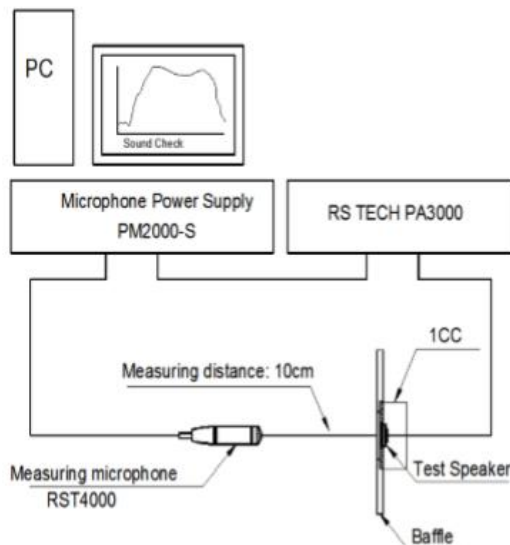 PC
Sound Check
Microphone Power Supply
PM2000-S
RS TECH PA3000
1CC
Measuring distance: 10cm
Measuring microphone
RST4000
Test Speaker
Baffle